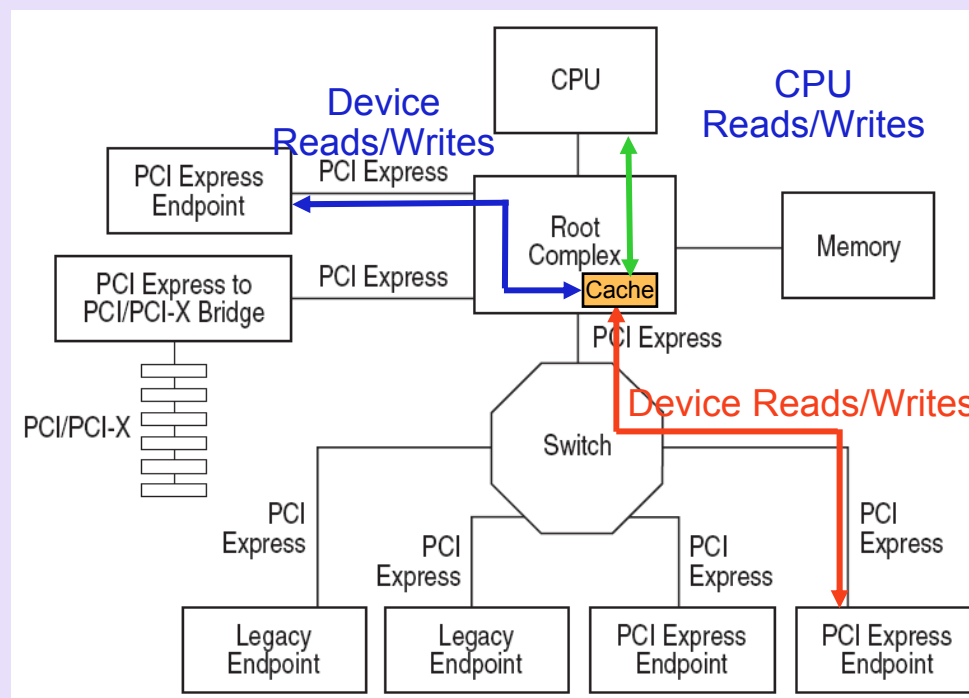 CPU
CPU
Reads/Writes
Device
Reads/Writes
PCI Express
PCI Express
Endpoint
Root
Complex
Memory
PCI Express
PCI Express to
PCI/PCI-X Bridge
Cache
PCI Express
Device Reads/Writes
PCI/PCI-X
Switch
PCI
Express
PCI
Express
PCI
Express
PCI
Express
Legacy
Endpoint
Legacy
Endpoint
PCI Express
Endpoint
PCI Express
Endpoint